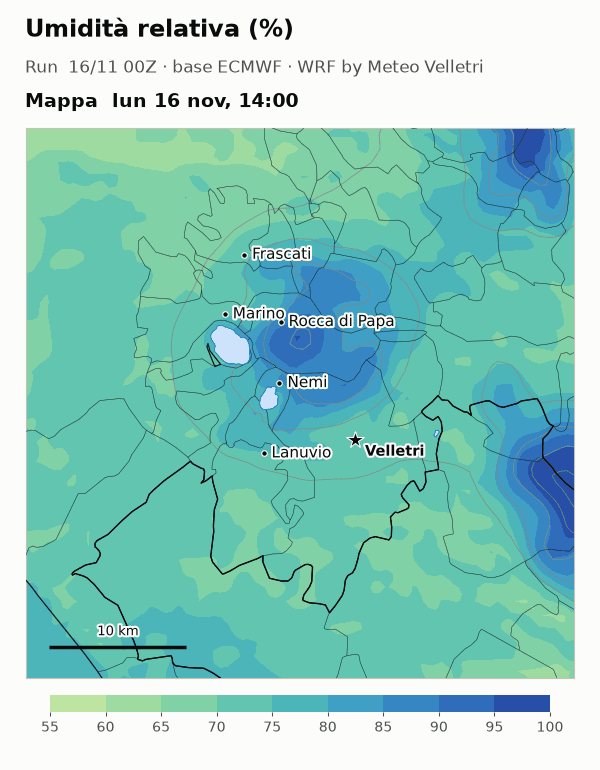 Umidità relativa (%)
Run  16/11 00Z · base ECMWF · WRF by Meteo Velletri
Mappa  lun 16 nov, 14:00
Frascati
Marino
Rocca di Papa
Nemi
Velletri
Lanuvio
10 km
55 60 65 70 75 80 85 90 95 100